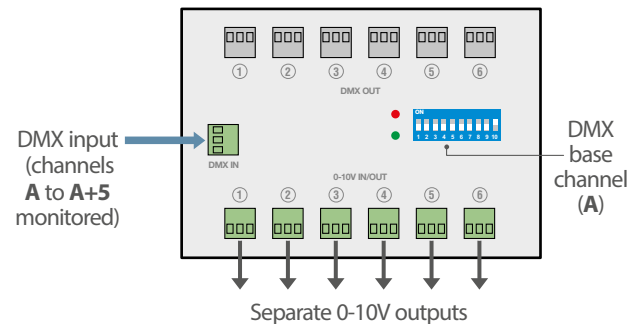 ① ② ③ ④ ⑤ ⑥
DMX OUT
ON
1 2 3 4 5 6 7 8 9 10
DMX input
(channels
A to A+5
monitored)
DMX IN
DMX
base
channel
(A)
0-10V IN/OUT
① ② ③ ④ ⑤ ⑥
Separate 0-10V outputs